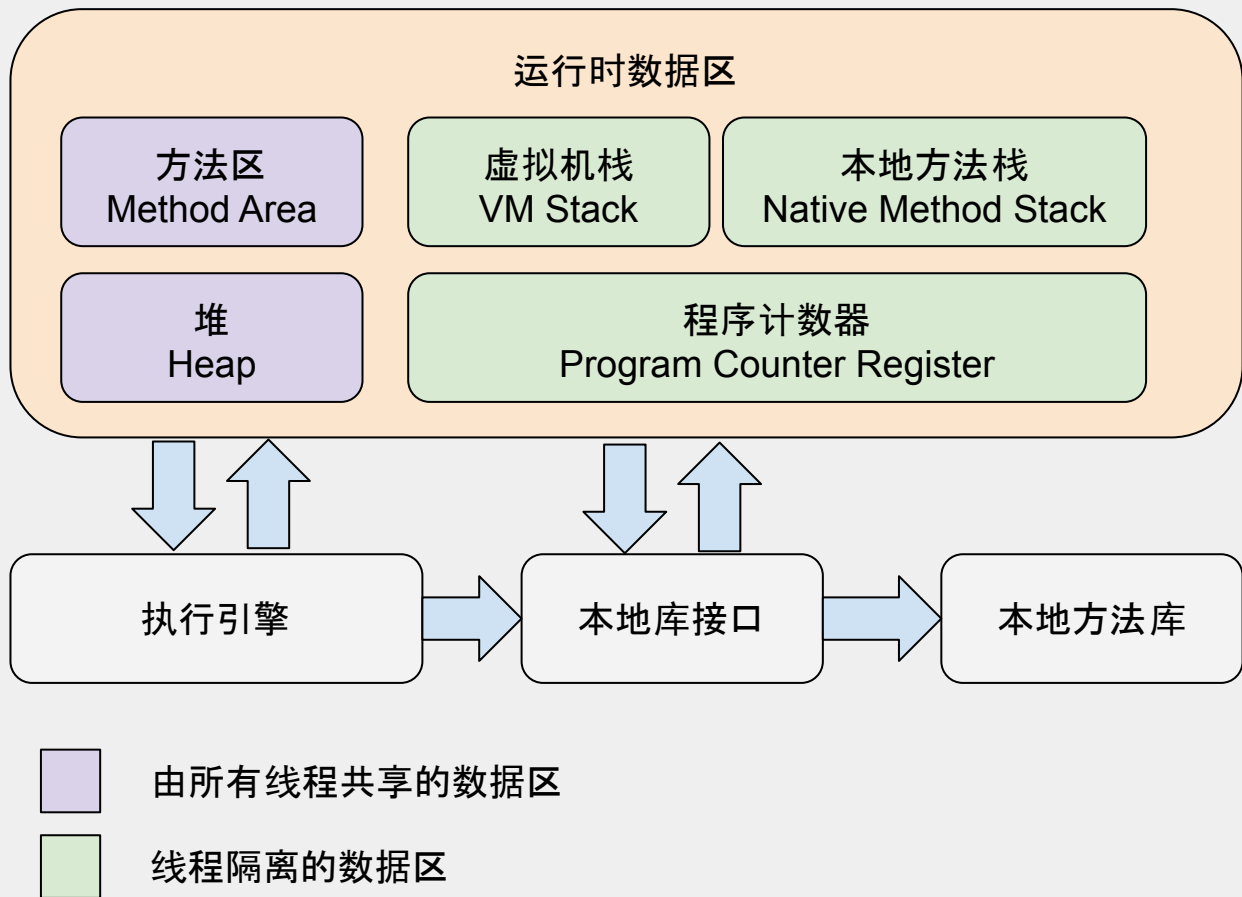 运行时数据区
方法区
Method Area
虚拟机栈
VM Stack
本地方法栈
Native Method Stack
堆
Heap
程序计数器
Program Counter Register
执行引擎
本地库接口
本地方法库
由所有线程共享的数据区
线程隔离的数据区